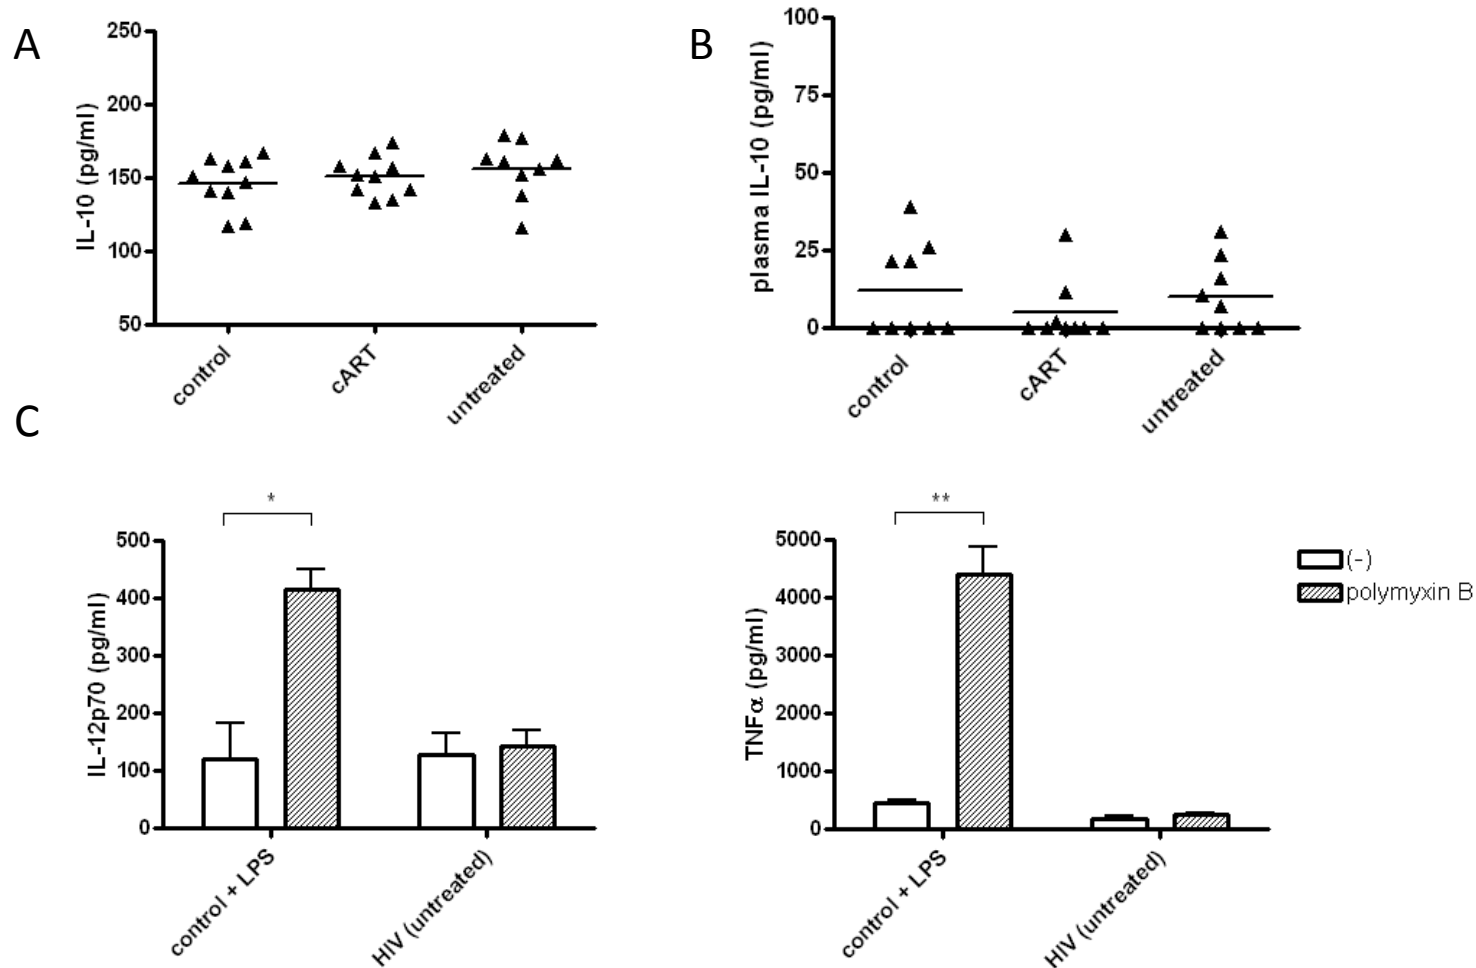 A
IL-10 (pg/ml)
250
200
150
100
50
control
cART
untreated
B
plasma IL-10 (pg/ml)
100
75
50
25
0
control
cART
untreated
C
*
IL-12p70 (pg/ml)
500
400
300
200
100
0
control + LPS
HIV (untreated)
**
TNFα (pg/ml)
5000
4000
3000
2000
1000
0
control + LPS
HIV (untreated)
(-)
polymyxin B